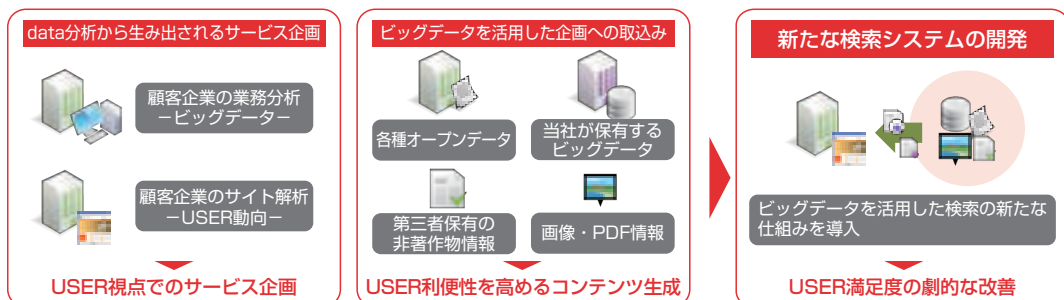 data分析から生み出されるサービス企画
顧客企業の業務分析
－ビッグデータ－
顧客企業のサイト解析
－USER動向－
USER視点でのサービス企画
ビッグデータを活用した企画への取込み
各種オープンデータ
当社が保有する
ビッグデータ
第三者保有の
非著作物情報
画像・PDF情報
USER利便性を高めるコンテンツ生成
新たな検索システムの開発
ビッグデータを活用した検索の新たな
仕組みを導入
USER満足度の劇的な改善